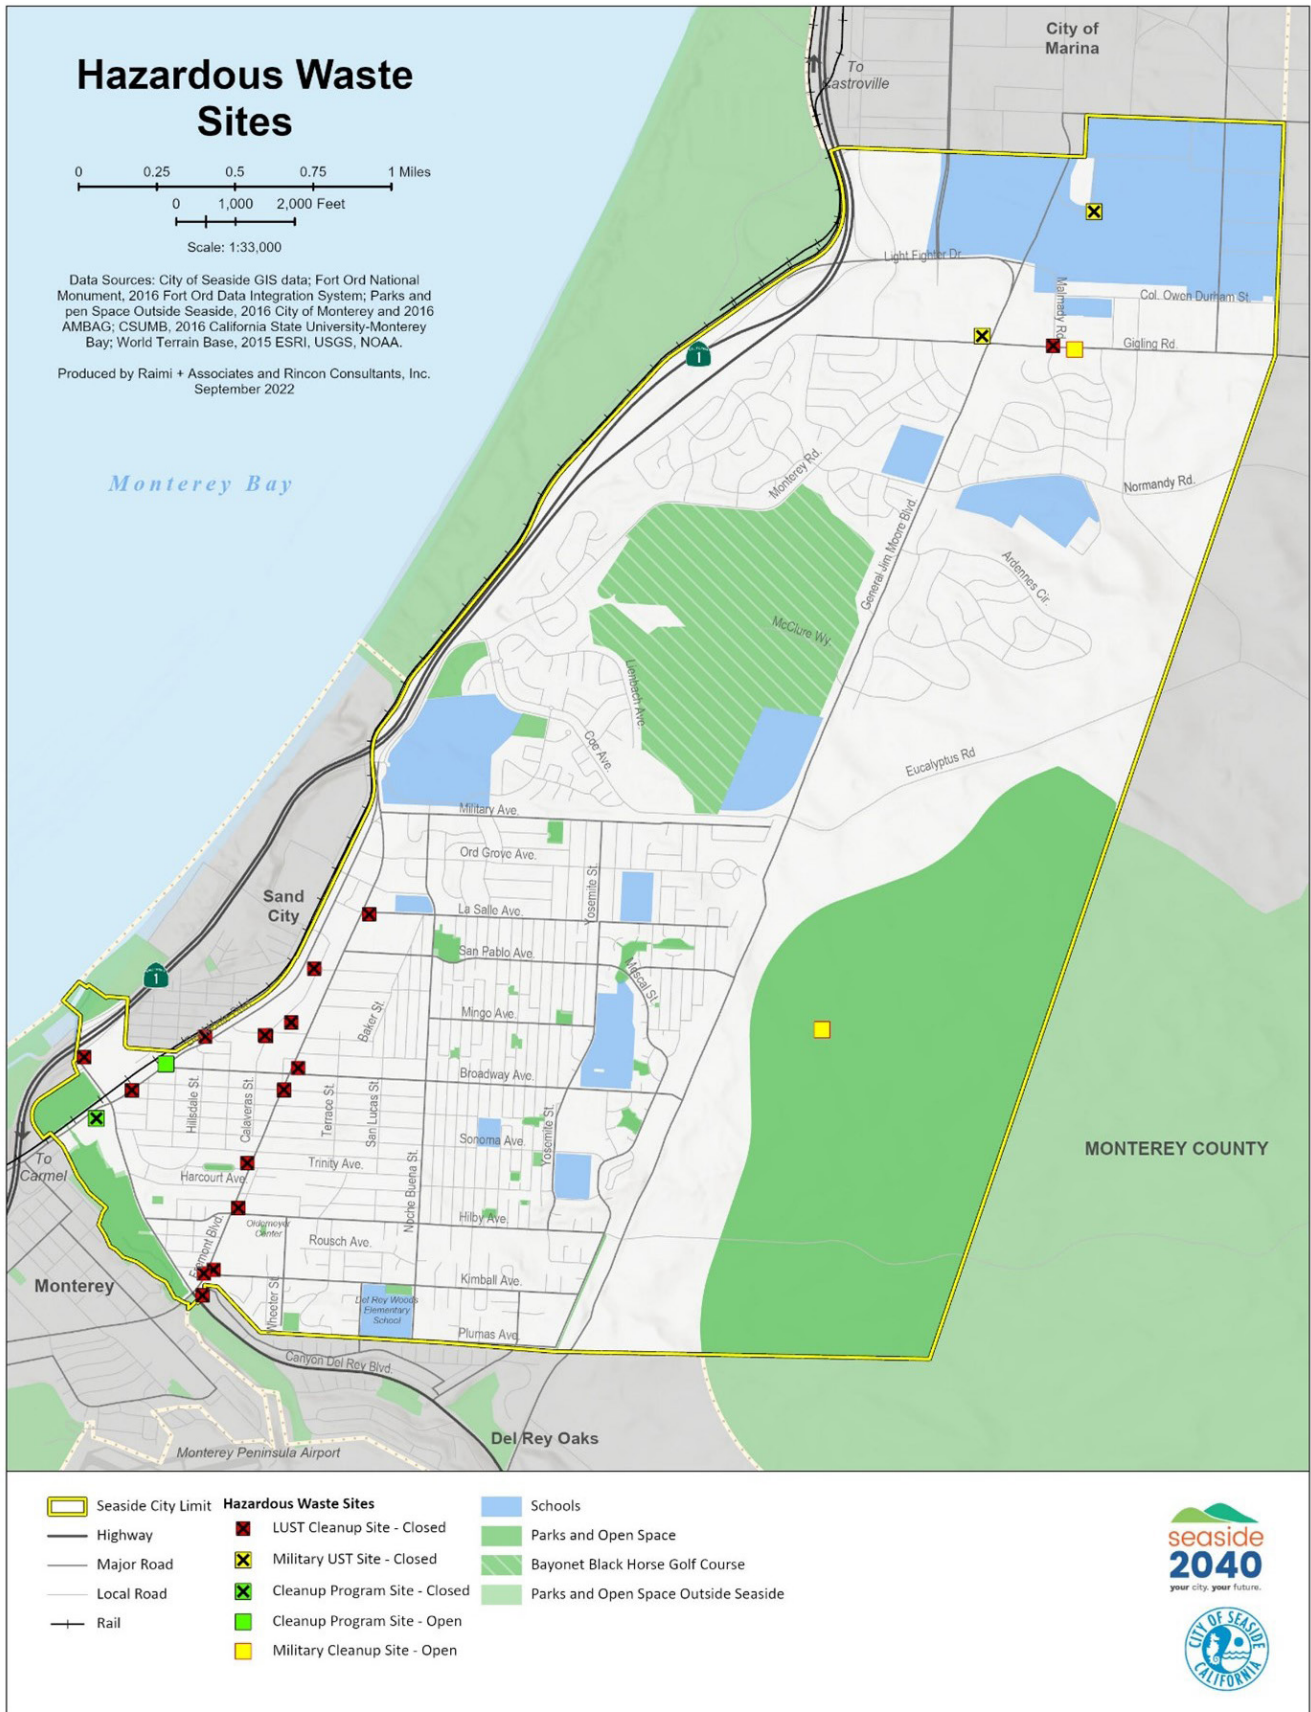 Hazardous Waste
Sites
0 0.25 0.5 0.75 1 Miles
0 1,000 2,000 Feet
Scale: 1:33,000
Data Sources: City of Seaside GIS data; Fort Ord National
Monument, 2016 Fort Ord Data Integration System; Parks and
pen Space Outside Seaside, 2016 City of Monterey and 2016
AMBAG; CSUMB, 2016 California State University-Monterey
Bay; World Terrain Base, 2015 ESRI, USGS, NOAA.
Produced by Raimi + Associates and Rincon Consultants, Inc.
September 2022
City of
Marina
To
Castroville
Light Fighter Dr.
Malmady Rd.
Col. Owen Durham St.
Gigling Rd.
1
Monterey Bay
Monterey Rd.
Normandy Rd.
General Jim Moore Blvd.
Ardennes Cir.
McClure Wy
Lienbach Ave.
Coe Ave.
Eucalyptus Rd
Military Ave.
Ord Grove Ave.
Yosemite St.
Sand
City
La Salle Ave.
San Pablo Ave.
Mescal St.
1
Baker St.
Mingo Ave.
Broadway Ave.
Hillsdale St.
Calaveras St.
Terrace St.
San Lucas St.
Yosemite St.
Sonoma Ave.
To
Carmel
Trinity Ave.
Harcourt Ave.
Noche Buena St.
MONTEREY COUNTY
Hilby Ave.
Oldemeyer
Center
Fremont Blvd.
Rousch Ave.
Monterey
Kimball Ave.
Wheeler St.
Del Rey Woods
Elementary
School
Plumas Ave.
Canyon Del Rey Blvd.
Del Rey Oaks
Monterey Peninsula Airport
Seaside City Limit
Highway
Major Road
Local Road
Rail
Hazardous Waste Sites
LUST Cleanup Site - Closed
Military UST Site - Closed
Cleanup Program Site - Closed
Cleanup Program Site - Open
Military Cleanup Site - Open
Schools
Parks and Open Space
Bayonet Black Horse Golf Course
Parks and Open Space Outside Seaside
seaside
2040
your city. your future.
CITY OF SEASIDE
CALIFORNIA